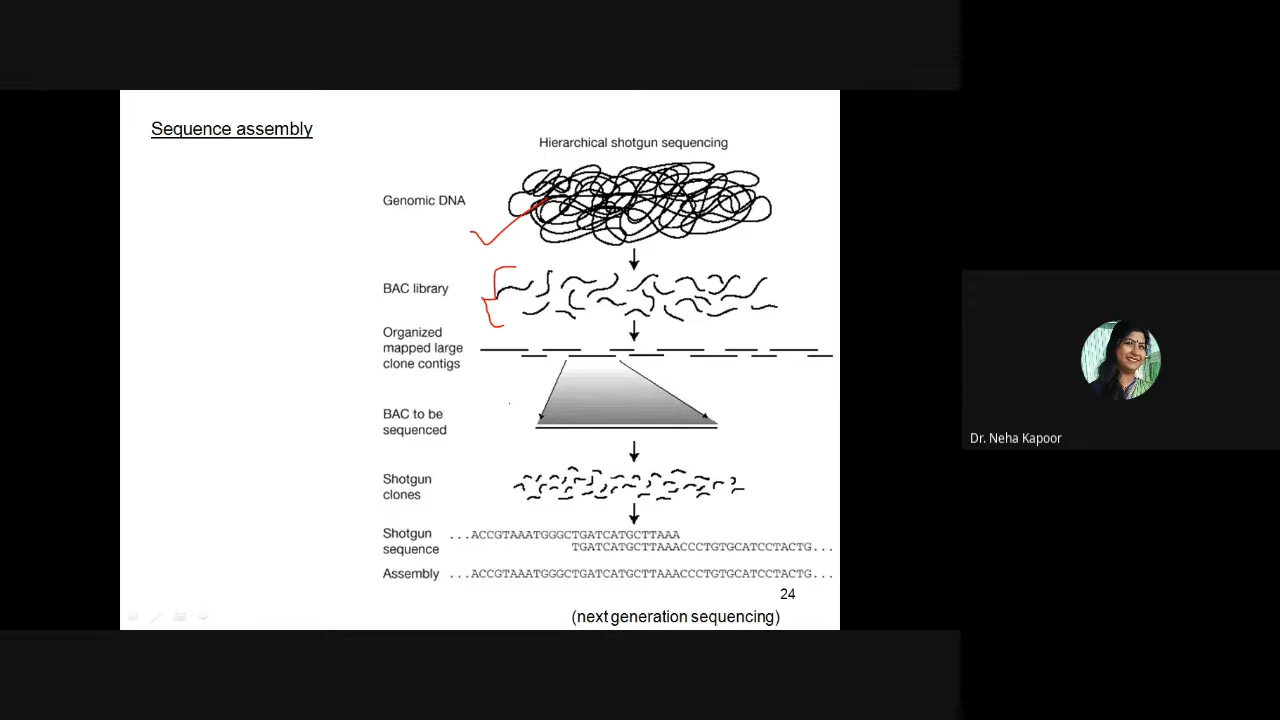 Sequence assembly
Hierarchical shotgun sequencing
Genomic DNA
BAC library
Organized
mapped large
clone contigs
BAC to be
sequenced
Shotgun
clones
Shotgun
sequence
...ACCGTAAATGGGCTGATCATGCTTAAA
TGATCATGCTTAAACCCTGTGCATCCTACTG...
Assembly
...ACCGTAAATGGGCTGATCATGCTTAAACCCTGTGCATCCTACTG...
24
(next generation sequencing)
Dr. Neha Kapoor